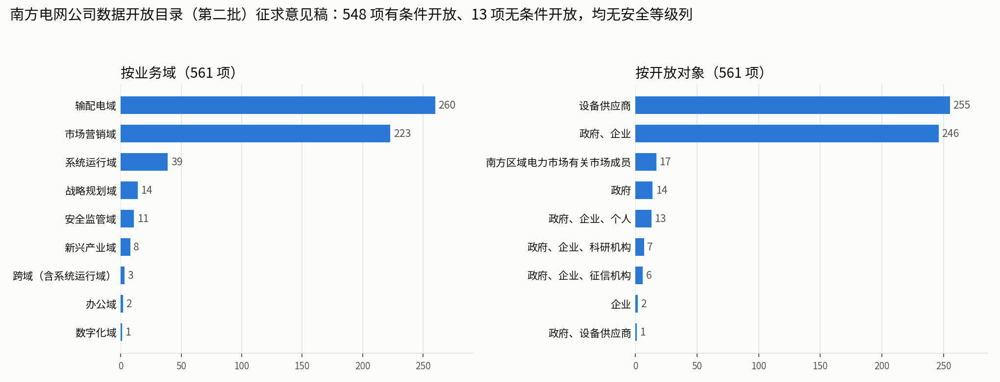 南方电网公司数据开放目录（第二批）征求意见稿：548 项有条件开放、13 项无条件开放，均无安全等级列
按业务域（561 项）
输配电域 260
市场营销域 223
系统运行域 39
战略规划域 14
安全监管域 11
新兴产业域 8
跨域（含系统运行域） 3
办公域 2
数字化域 1
0 50 100 150 200 250
按开放对象（561 项）
设备供应商 255
政府、企业 246
南方区域电力市场有关市场成员 17
政府 14
政府、企业、个人 13
政府、企业、科研机构 7
政府、企业、征信机构 6
企业 2
政府、设备供应商 1
0 50 100 150 200 250